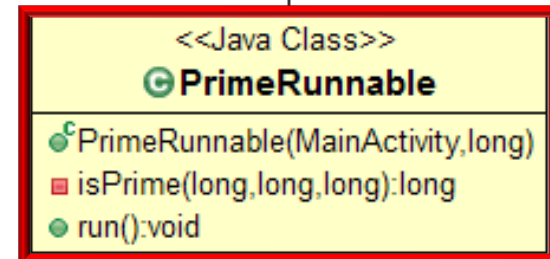 <<Java Class>>
PrimeRunnable
PrimeRunnable(MainActivity,long)
isPrime(long,long,long):long
run():void